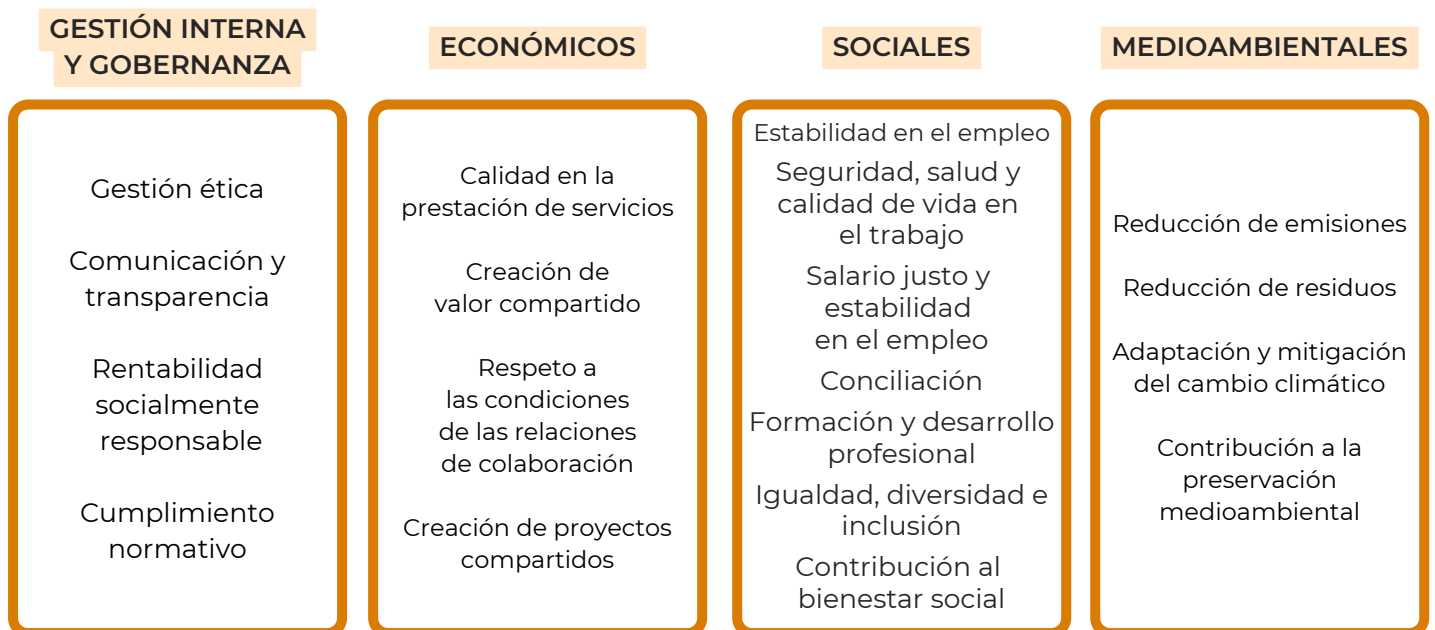 GESTIÓN INTERNA
Y GOBERNANZA
Gestión ética
Comunicación y
transparencia
Rentabilidad
socialmente
responsable
Cumplimiento
normativo
ECONÓMICOS
Calidad en la
prestación de servicios
Creación de
valor compartido
Respeto a
las condiciones
de las relaciones
de colaboración
Creación de proyectos
compartidos
SOCIALES
Estabilidad en el empleo
Seguridad, salud y
calidad de vida en
el trabajo
Salario justo y
estabilidad
en el empleo
Conciliación
Formación y desarrollo
profesional
Igualdad, diversidad e
inclusión
Contribución al
bienestar social
MEDIOAMBIENTALES
Reducción de emisiones
Reducción de residuos
Adaptación y mitigación
del cambio climático
Contribución a la
preservación
medioambiental